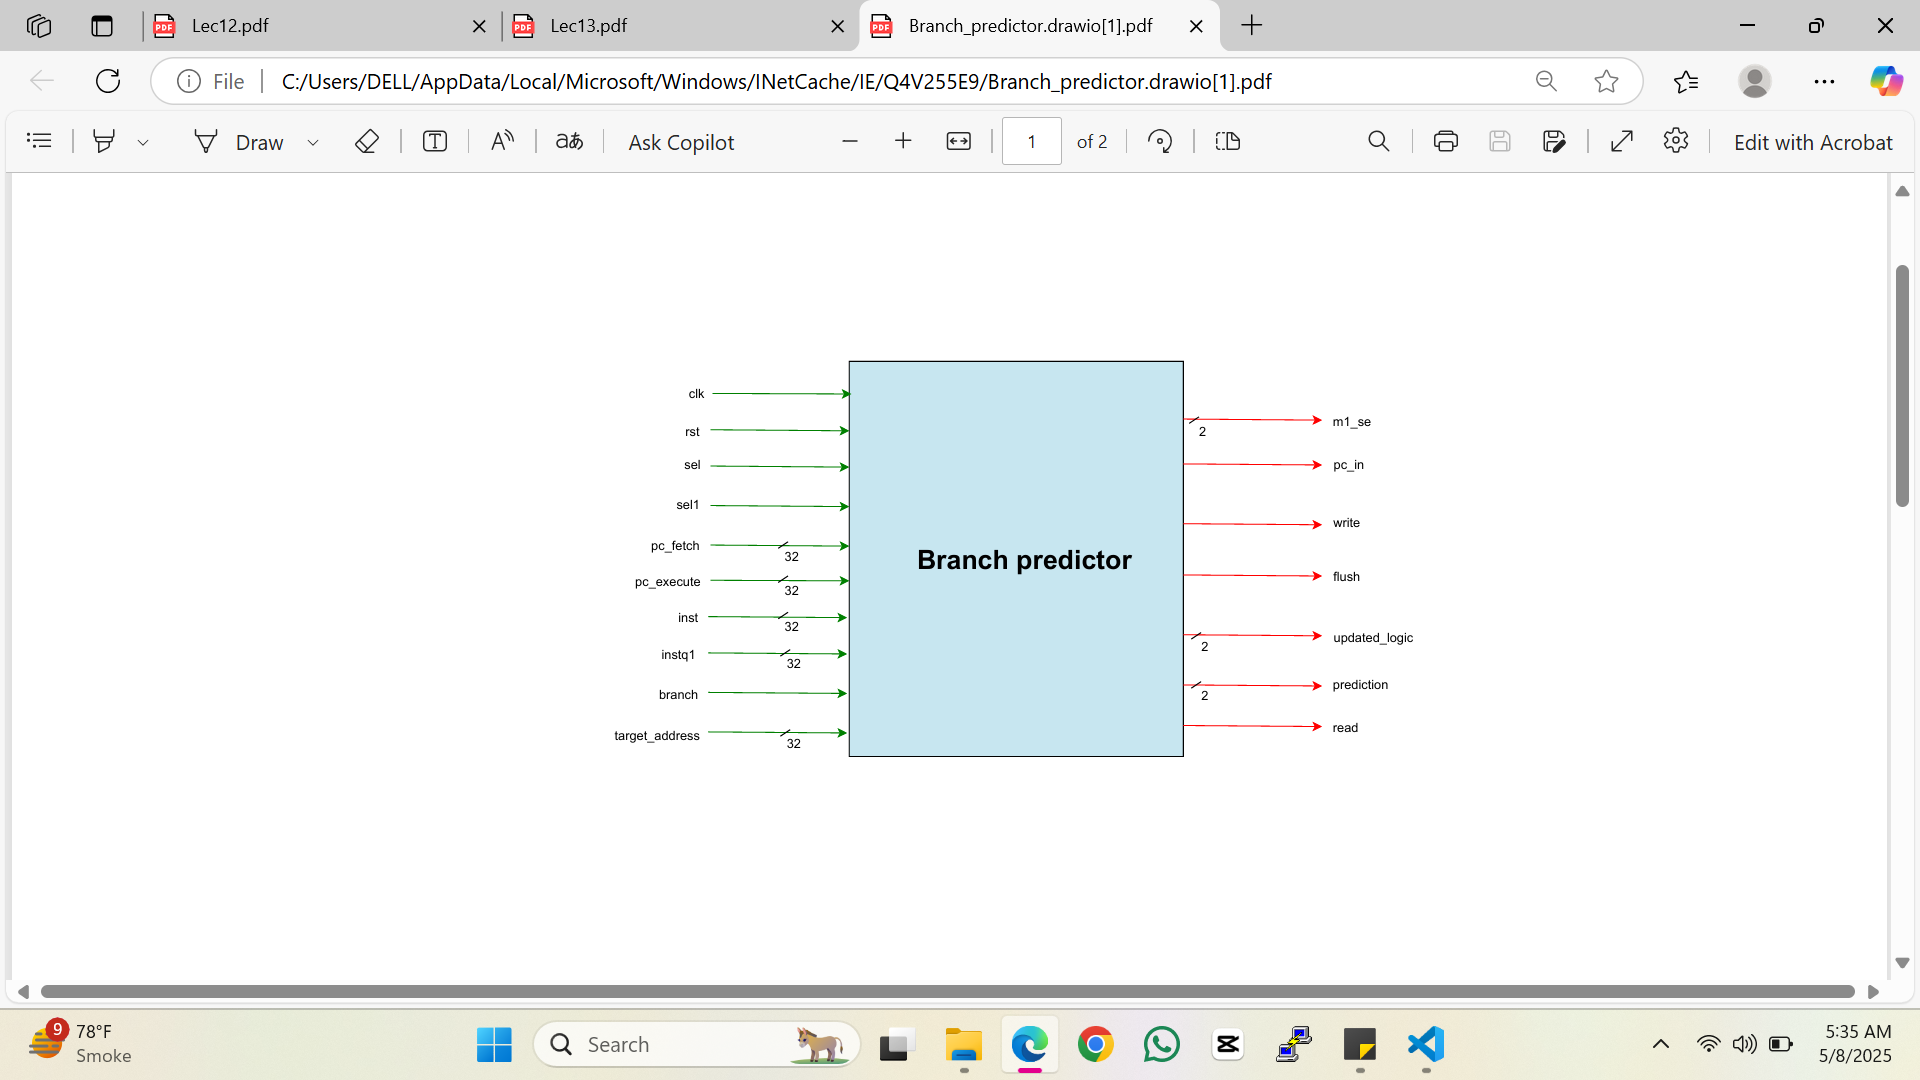 Lec12.pdf
Lec13.pdf
Branch_predictor.drawio[1].pdf
File
C:/Users/DELL/AppData/Local/Microsoft/Windows/INetCache/IE/Q4V255E9/Branch_predictor.drawio[1].pdf
Draw
Ask Copilot
1
of 2
Edit with Acrobat
clk
rst
sel
sel1
pc_fetch
32
pc_execute
32
inst
32
instq1
32
branch
target_address
32
Branch predictor
2
m1_se
pc_in
write
flush
2
updated_logic
2
prediction
read
9
78°F
Smoke
Search
5:35 AM
5/8/2025